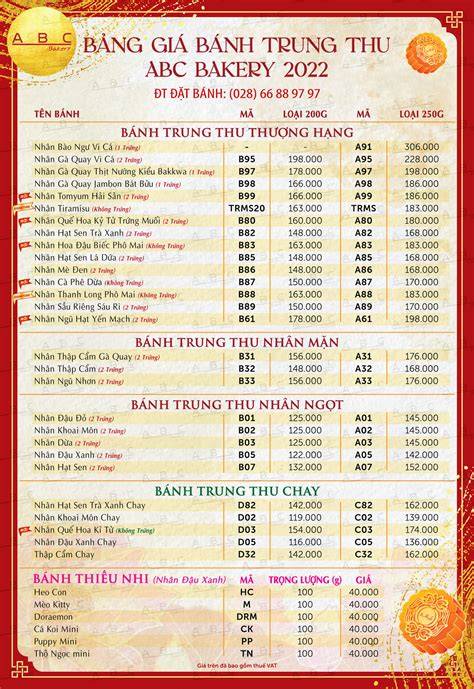 ABC
Bakery
BẢNG GIÁ BÁNH TRUNG THU
ABC BAKERY 2022
ĐT ĐẶT BÁNH: (028) 66 88 97 97
TÊN BÁNH MÃ LOẠI 200G MÃ LOẠI 250G
BÁNH TRUNG THU THƯỢNG HẠNG
Nhân Bào Ngư Vi Cá (1 Trứng) - - A91 306.000
Nhân Gà Quay Vi Cá (2 Trứng) B95 198.000 A95 228.000
Nhân Gà Quay Thịt Nướng Kiểu Bakkwa (1 Trứng) B97 178.000 A97 198.000
Nhân Gà Quay Jambon Bát Bửu (1 Trứng) B98 166.000 A98 186.000
Nhân Tomyum Hải Sản (2 Trứng) B99 166.000 A99 186.000
Nhân Tiramisu (Không Trứng) TRMS20 163.000 TRMS 183.000
Nhân Quế Hoa Kỷ Tử Trứng Muối (2 Trứng) B80 160.000 A80 180.000
Nhân Hạt Sen Trà Xanh (2 Trứng) B82 148.000 A82 168.000
Nhân Hoa Đậu Biếc Phô Mai (Không Trứng) B83 163.000 A83 183.000
Nhân Hạt Sen Lá Dứa (2 Trứng) B85 148.000 A85 168.000
Nhân Mè Đen (2 Trứng) B86 148.000 A86 168.000
Nhân Cà Phê Dừa (Không Trứng) B87 150.000 A87 170.000
Nhân Thanh Long Phô Mai (Không Trứng) B88 163.000 A88 183.000
Nhân Sầu Riêng Sáu Ri (2 Trứng) B89 150.000 A89 170.000
Nhân Ngũ Hạt Yến Mạch (2 Trứng) B61 161.000 A61 181.000
BÁNH TRUNG THU NHÂN MẶN
Nhân Thập Cẩm Gà Quay (2 Trứng) B31 156.000 A31 176.000
Nhân Thập Cẩm (2 Trứng) B32 148.000 A32 168.000
Nhân Ngũ Nhơn (2 Trứng) B33 156.000 A33 176.000
BÁNH TRUNG THU NHÂN NGỌT
Nhân Đậu Đỏ (2 Trứng) B01 125.000 A01 145.000
Nhân Khoai Môn (2 Trứng) B02 125.000 A02 145.000
Nhân Dừa (2 Trứng) B03 125.000 A03 145.000
Nhân Đậu Xanh (2 Trứng) B05 122.000 A05 142.000
Nhân Hạt Sen (2 Trứng) B07 132.000 A07 152.000
BÁNH TRUNG THU CHAY
Nhân Hạt Sen Trà Xanh Chay D82 142.000 C82 162.000
Nhân Khoai Môn Chay D02 119.000 C02 139.000
Nhân Quế Hoa Kỉ Tử (Không Trứng) D03 154.000 C03 174.000
Nhân Đậu Xanh Chay D05 116.000 C05 136.000
Thập Cẩm Chay D32 142.000 C32 162.000
BÁNH THIẾU NHI (Nhân Đậu Xanh) MÃ TRỌNG LƯỢNG (g) GIÁ
Heo Con HC 100 40.000
Mèo Kitty M 100 40.000
Doraemon DRM 100 40.000
Cá Koi Mini CK 100 40.000
Puppy Mini PP 100 40.000
Thỏ Ngọc mini TN 100 40.000
Giá trên đã bao gồm thuế VAT